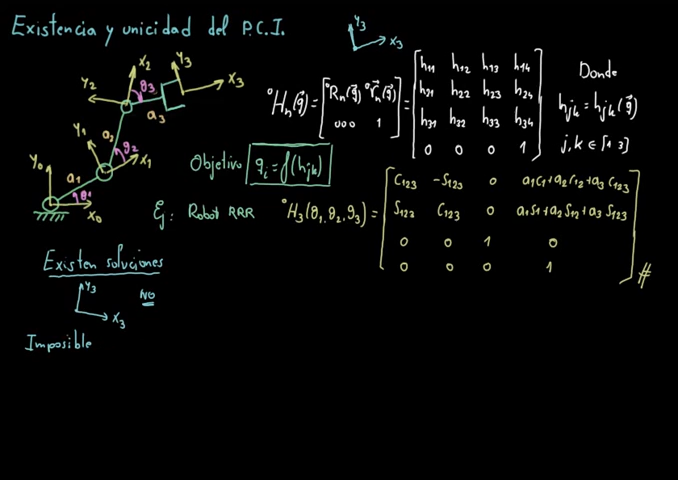 Existencia y unicidad del P.C.I.
Y3
X3
X2
Y2
θ3
Y3
X3
a3
a2
Y1
θ2
X1
Y0
a1
θ1
X0
⁰Hn(q⃗) = [⁰Rn(q⃗) ⁰r⃗n(q⃗)] = [h11 h12 h13 h14]
000 1
h21 h22 h23 h24
h31 h22 h33 h34
0 0 0 1
Donde
hjk = hjk(q⃗)
j,k ∈ [1 3]
Objetivo qi = f(hjk)
Ej: Robot RRR ⁰H3(θ1,θ2,θ3) =
C123 -S123 0 a1C1+a2C12+a3C123
S123 C123 0 a1S1+a2S12+a3S123
0 0 1 0
0 0 0 1
#
Existen soluciones
Y3
NO
X3
Imposible